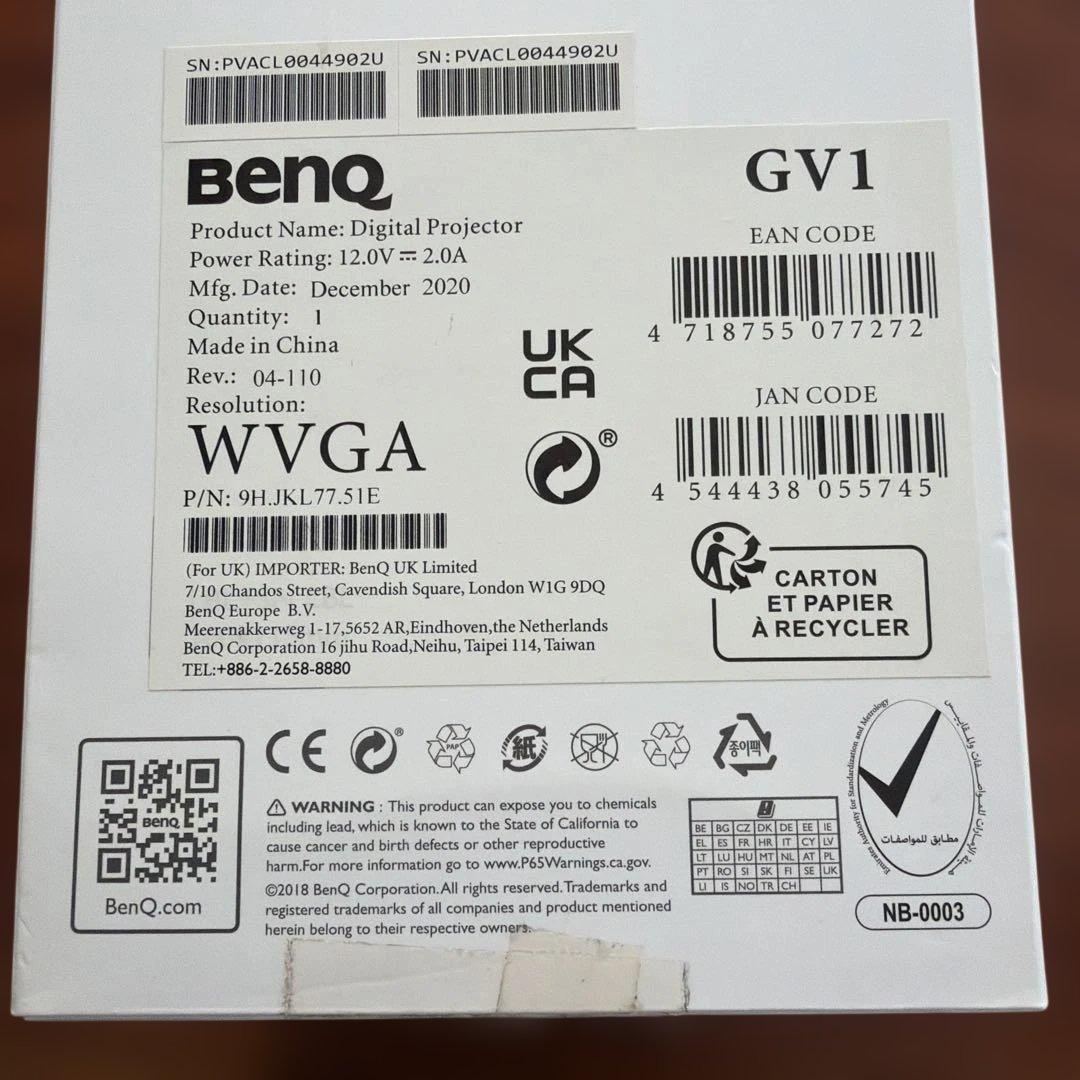 SN:PVACL0044902U
SN:PVACL0044902U
BenQ
Product Name: Digital Projector
Power Rating: 12.0V ⎓ 2.0A
Mfg. Date: December 2020
Quantity: 1
Made in China
Rev.: 04-110
Resolution:
WVGA
P/N: 9H.JKL77.51E
(For UK) IMPORTER: BenQ UK Limited
7/10 Chandos Street, Cavendish Square, London W1G 9DQ
BenQ Europe B.V.
Meerenakkerweg 1-17,5652 AR,Eindhoven,the Netherlands
BenQ Corporation 16 jihu Road,Neihu, Taipei 114, Taiwan
TEL:+886-2-2658-8880
UK
CA
®
GV1
EAN CODE
4 718755 077272
JAN CODE
4 544438 055745
CARTON
ET PAPIER
À RECYCLER
BenQ
BenQ.com
CE
®
PAP
紙
종이팩
⚠ WARNING : This product can expose you to chemicals
including lead, which is known to the State of California to
cause cancer and birth defects or other reproductive
harm.For more information go to www.P65Warnings.ca.gov.
©2018 BenQ Corporation. All rights reserved. Trademarks and
registered trademarks of all companies and product mentioned
herein belong to their respective owners.
BE BG CZ DK DE EE IE
EL ES FR HR IT CY LV
LT LU HU MT NL AT PL
PT RO SI SK FI SE UK
LI IS NO TR CH
Emirates Authority for Standardization and Metrology
مطابق للمواصفات
NB-0003